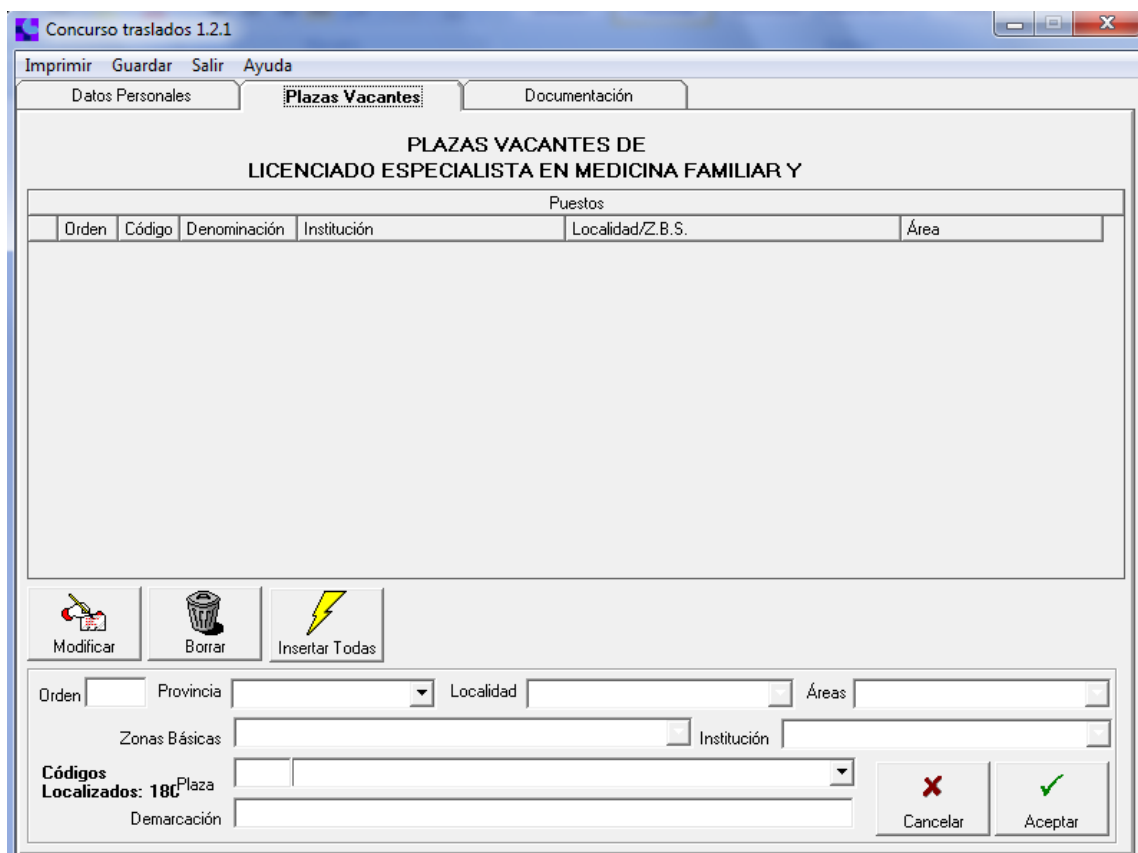 Concurso traslados 1.2.1
Imprimir Guardar Salir Ayuda
Datos Personales Plazas Vacantes Documentación
PLAZAS VACANTES DE
LICENCIADO ESPECIALISTA EN MEDICINA FAMILIAR Y
Puestos
Orden Código Denominación Institución Localidad/Z.B.S. Área
Modificar Borrar Insertar Todas
Orden Provincia Localidad Áreas
Zonas Básicas Institución
Códigos
Localizados: 180 Plaza
Demarcación Cancelar Aceptar